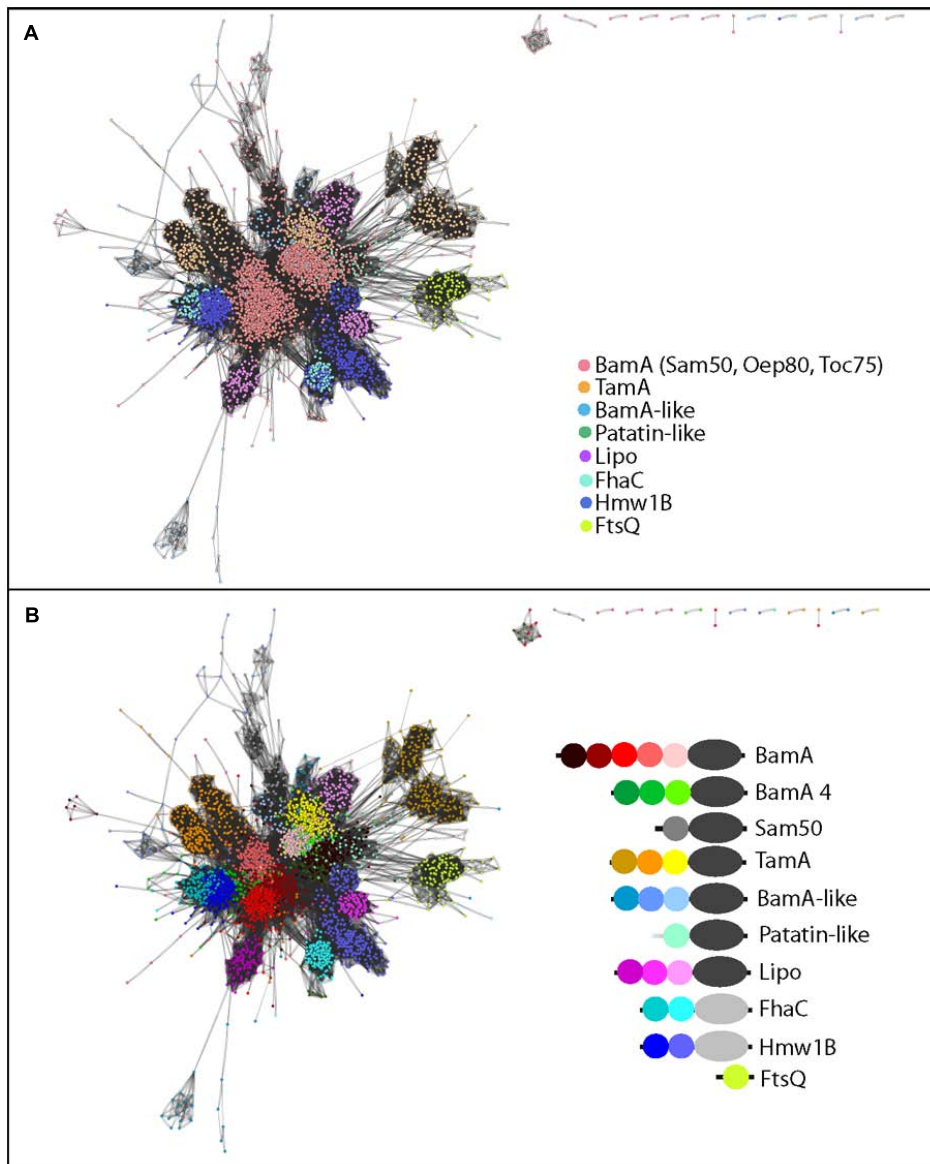 A
BamA (Sam50, Oep80, Toc75)
TamA
BamA-like
Patatin-like
Lipo
FhaC
Hmw1B
FtsQ
B
BamA
BamA 4
Sam50
TamA
BamA-like
Patatin-like
Lipo
FhaC
Hmw1B
FtsQ